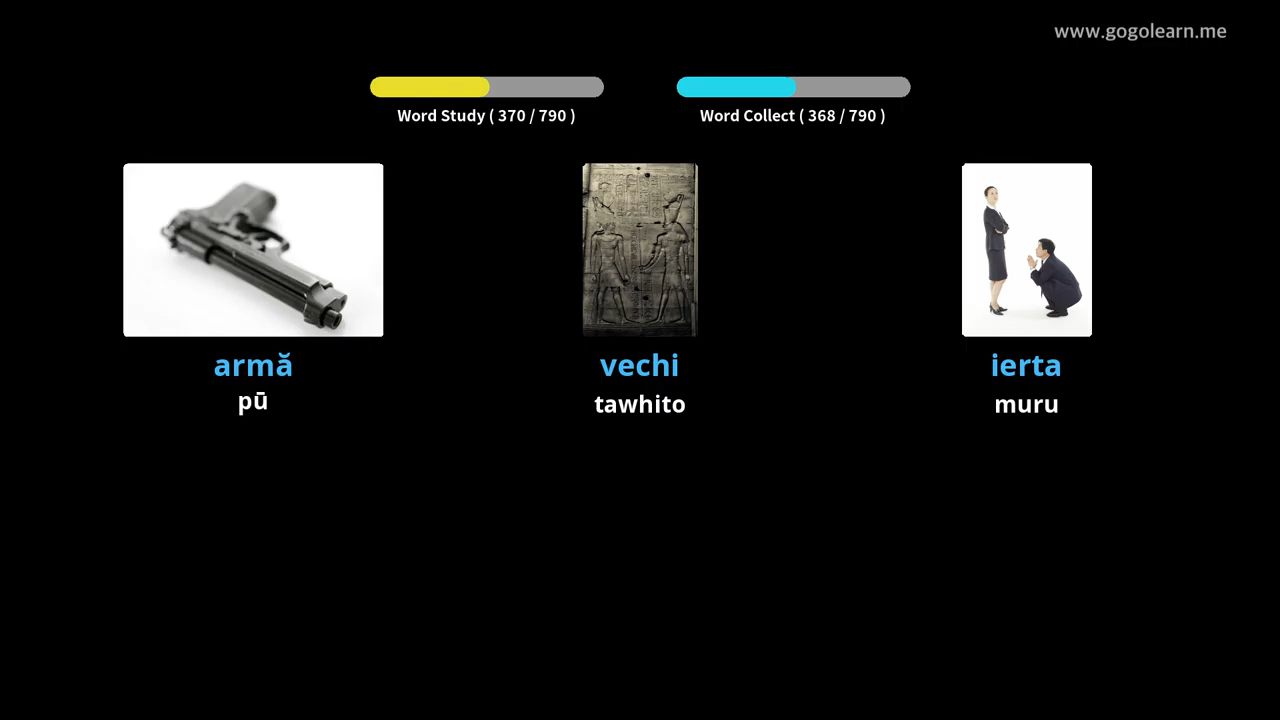 www.gogolearn.me
Word Study ( 370 / 790 )
Word Collect ( 368 / 790 )
armă
vechi
ierta
pū
tawhito
muru